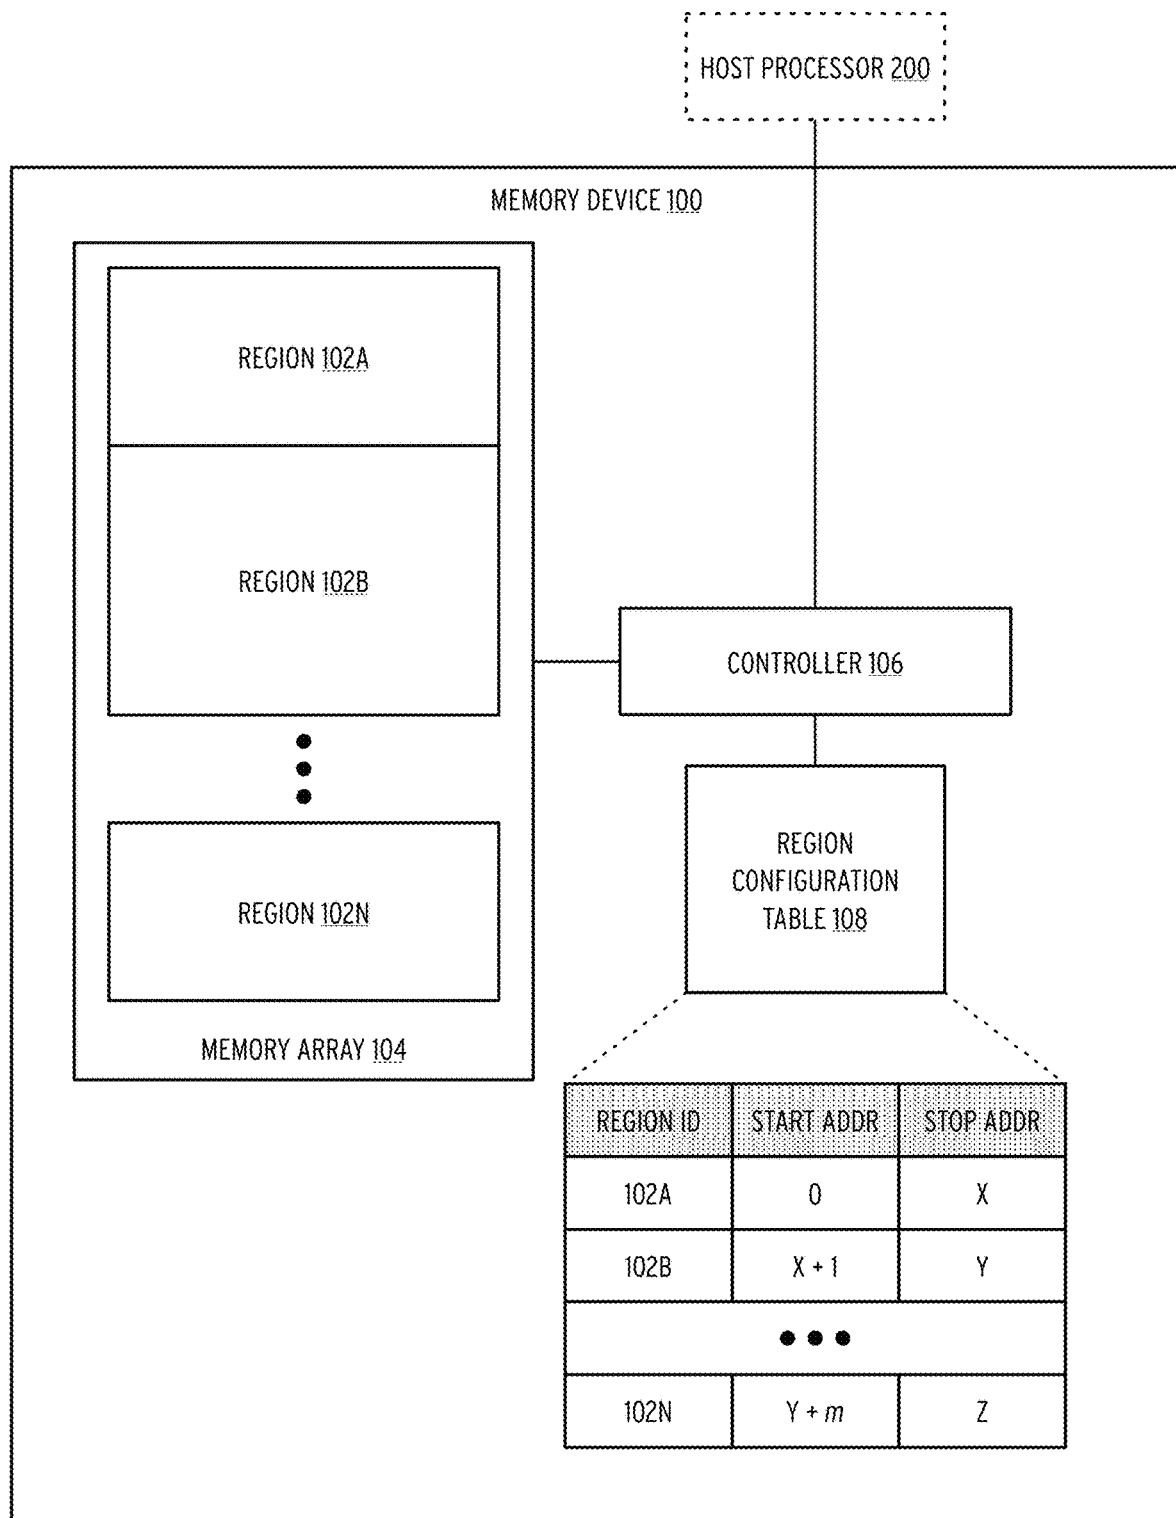 HOST PROCESSOR 200
MEMORY DEVICE 100
REGION 102A
REGION 102B
REGION 102N
MEMORY ARRAY 104
CONTROLLER 106
REGION
CONFIGURATION
TABLE 108
REGION ID START ADDR STOP ADDR
102A 0 X
102B X + 1 Y
102N Y + m Z